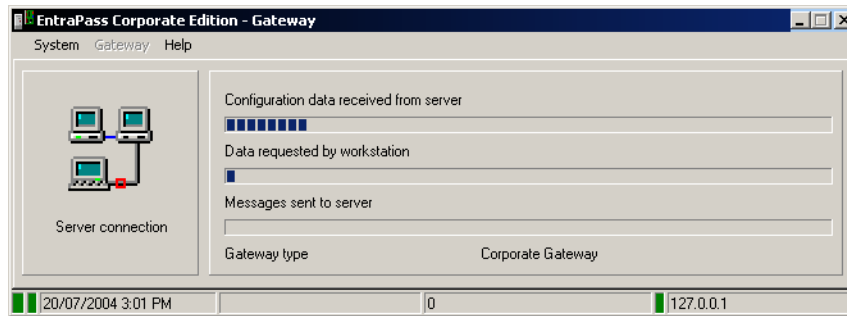 EntraPass Corporate Edition - Gateway
System Gateway Help
Configuration data received from server
Data requested by workstation
Messages sent to server
Server connection
Gateway type Corporate Gateway
20/07/2004 3:01 PM 0 127.0.0.1